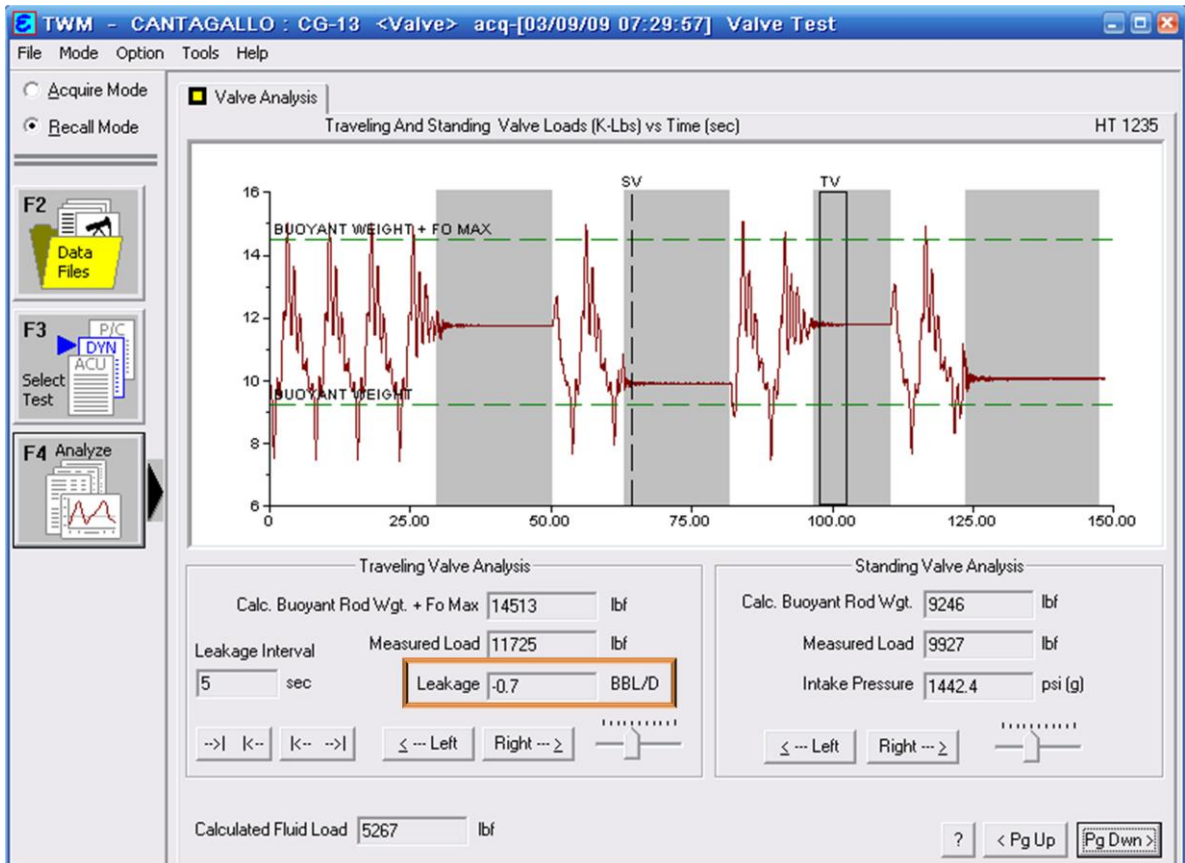 TWM - CANTAGALLO : CG-13 <Valve> acq-[03/09/09 07:29:57] Valve Test
File Mode Option Tools Help
Acquire Mode
Recall Mode
F2
Data
Files
F3
P/C
DYN
ACU
Select
Test
F4 Analyze
Valve Analysis
Traveling And Standing Valve Loads (K-Lbs) vs Time (sec) HT 1235
SV TV
16
BUOYANT WEIGHT + FO MAX
14
12
10
BUOYANT WEIGHT
8
6
0 25.00 50.00 75.00 100.00 125.00 150.00
Traveling Valve Analysis
Calc. Buoyant Rod Wgt. + Fo Max 14513 lbf
Measured Load 11725 lbf
Leakage Interval
5 sec
Leakage -0.7 BBL/D
-->| |<-- |<-- -->| < --- Left Right --- >
Standing Valve Analysis
Calc. Buoyant Rod Wgt. 9246 lbf
Measured Load 9927 lbf
Intake Pressure 1442.4 psi (g)
< --- Left Right --- >
Calculated Fluid Load 5267 lbf
? < Pg Up Pg Dwn >